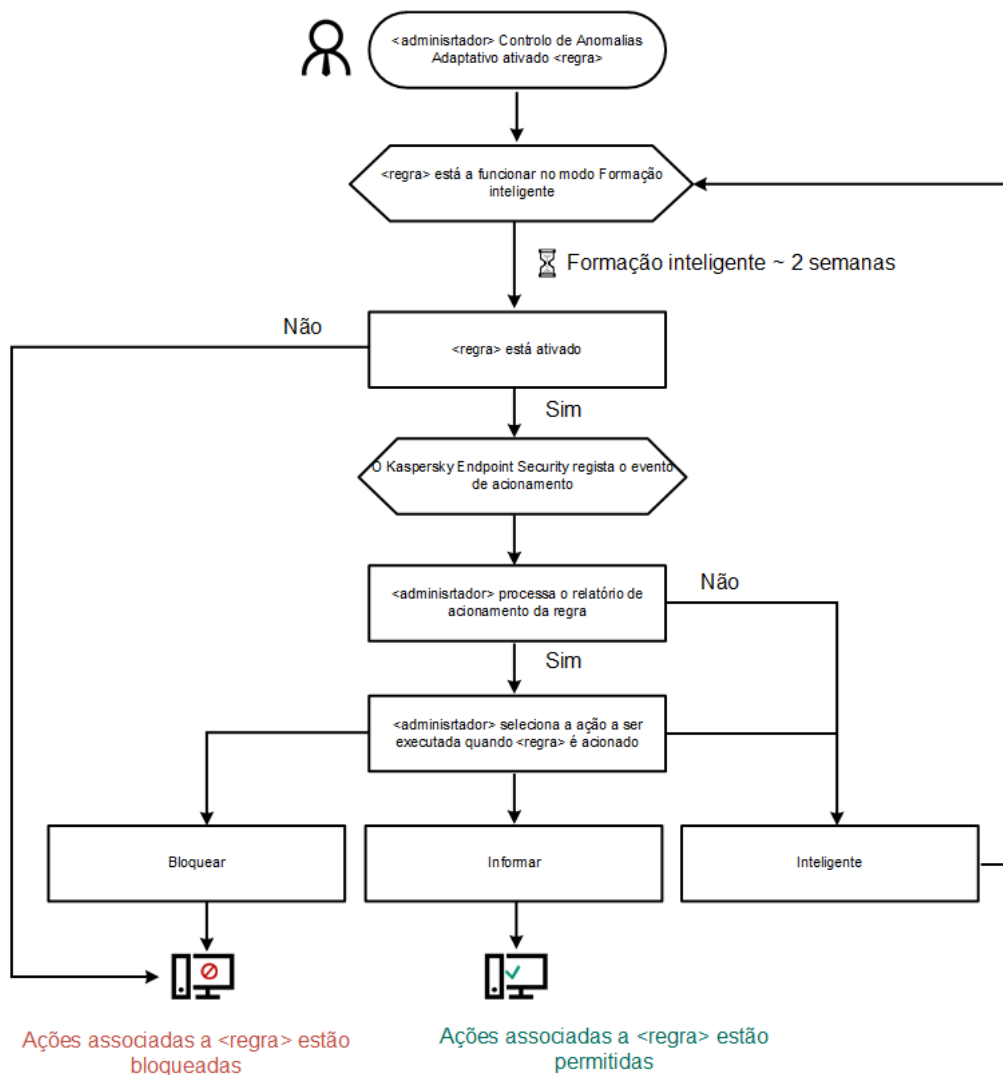 <adminisrtador> Controlo de Anomalias
Adaptativo ativado <regra>
<regra> está a funcionar no modo Formação
inteligente
Formação inteligente ~ 2 semanas
Não
<regra> está ativado
Sim
O Kaspersky Endpoint Security regista o evento
de acionamento
<adminisrtador> processa o relatório de
acionamento da regra
Não
Sim
<adminisrtador> seleciona a ação a ser
executada quando <regra> é acionado
Bloquear
Informar
Inteligente
Ações associadas a <regra> estão
bloqueadas
Ações associadas a <regra> estão
permitidas